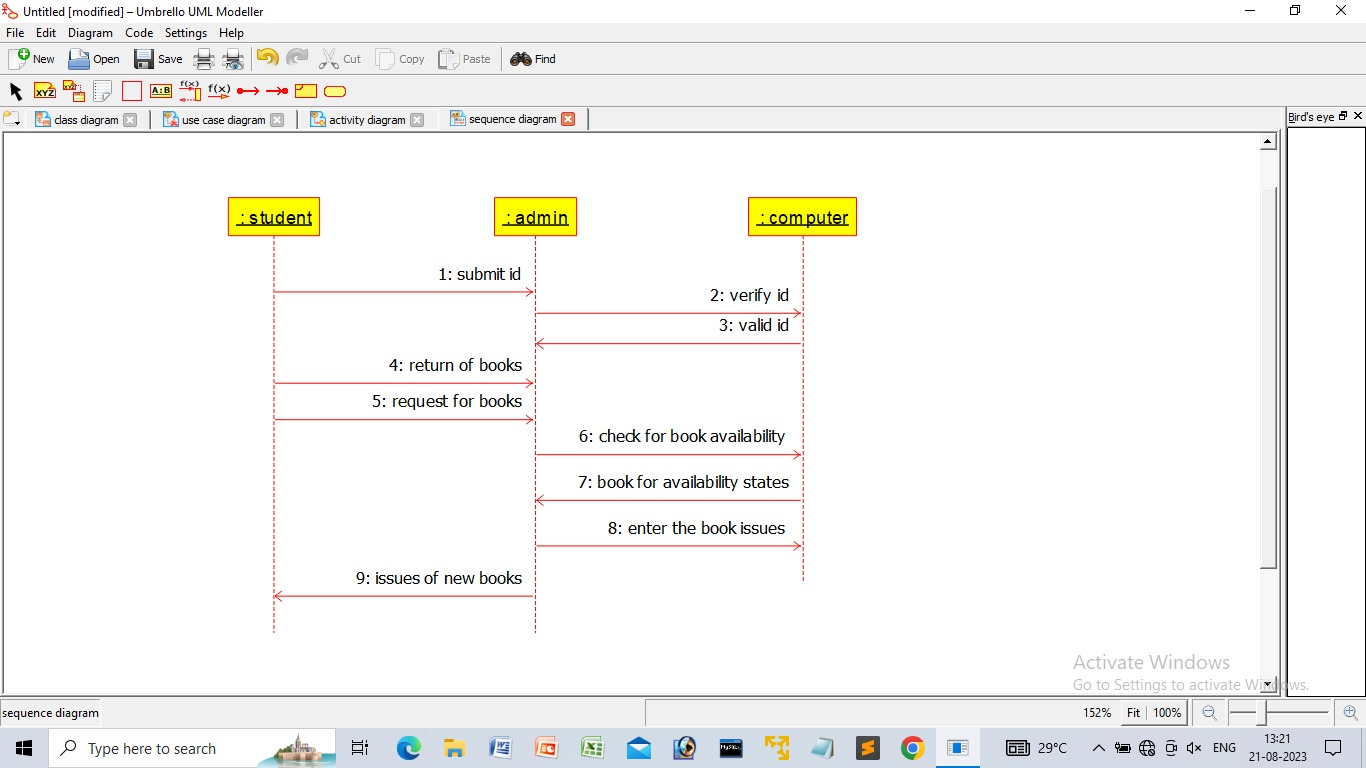 Untitled [modified] – Umbrello UML Modeller
File Edit Diagram Code Settings Help
New Open Save Cut Copy Paste Find
XYZ XYZ A:B f(x) f(x)
class diagram use case diagram activity diagram sequence diagram Bird's eye
: student : admin : computer
1: submit id
2: verify id
3: valid id
4: return of books
5: request for books
6: check for book availability
7: book for availability states
8: enter the book issues
9: issues of new books
Activate Windows
Go to Settings to activate Windows.
sequence diagram 152% Fit 100%
Type here to search 29°C ENG 13:21
21-08-2023